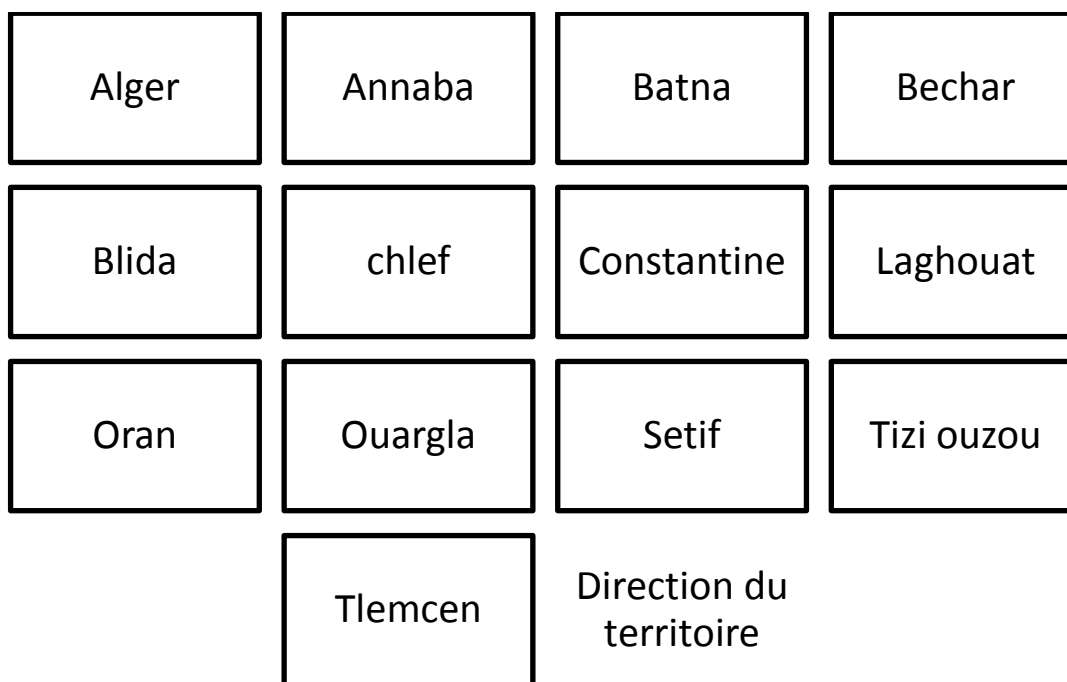 Alger
Annaba
Batna
Bechar
Blida
chlef
Constantine
Laghouat
Oran
Ouargla
Setif
Tizi ouzou
Tlemcen
Direction du
territoire